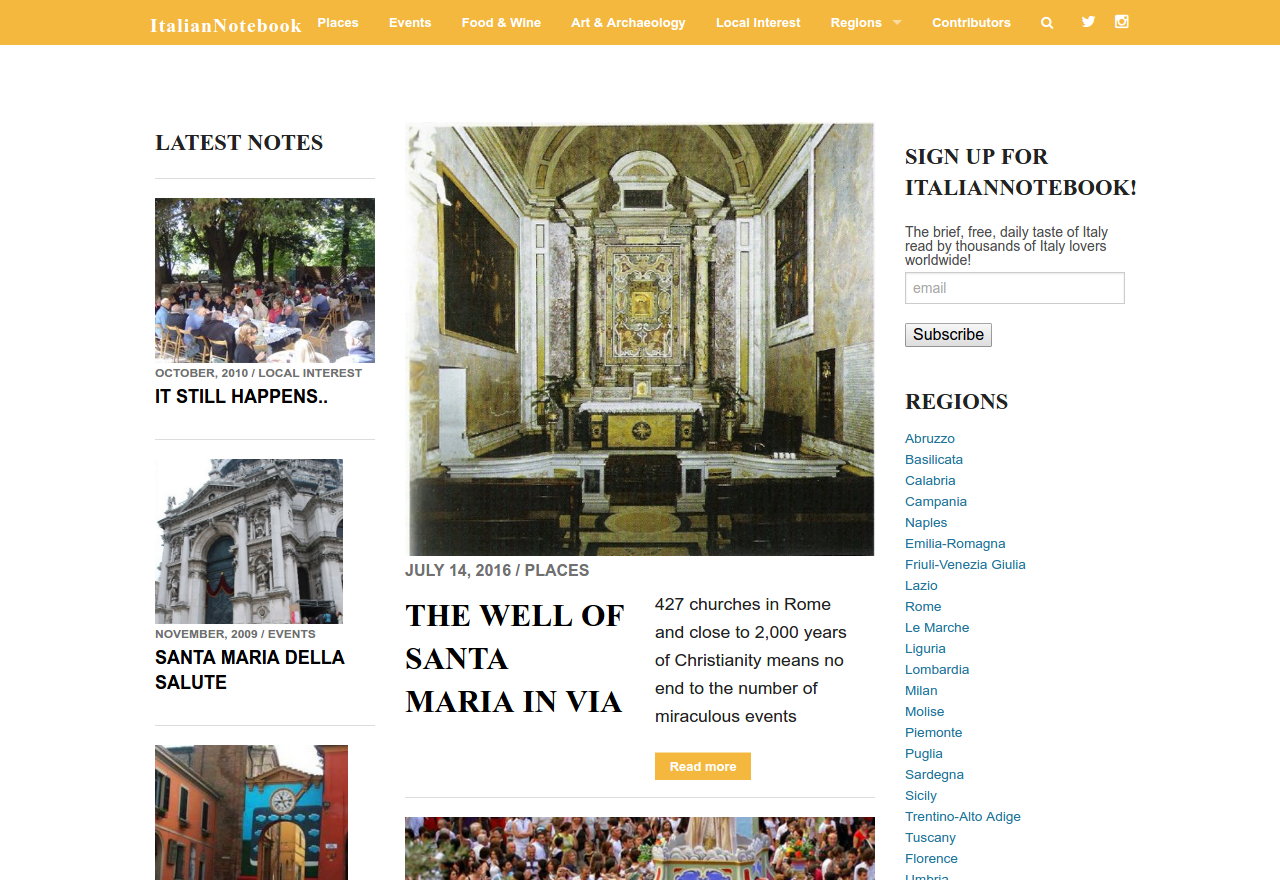 ItalianNotebook
Places
Events
Food & Wine
Art & Archaeology
Local Interest
Regions
Contributors
LATEST NOTES
OCTOBER, 2010 / LOCAL INTEREST
IT STILL HAPPENS..
NOVEMBER, 2009 / EVENTS
SANTA MARIA DELLA
SALUTE
JULY 14, 2016 / PLACES
THE WELL OF
SANTA
MARIA IN VIA
427 churches in Rome
and close to 2,000 years
of Christianity means no
end to the number of
miraculous events
Read more
SIGN UP FOR
ITALIANNOTEBOOK!
The brief, free, daily taste of Italy
read by thousands of Italy lovers
worldwide!
email
Subscribe
REGIONS
Abruzzo
Basilicata
Calabria
Campania
Naples
Emilia-Romagna
Friuli-Venezia Giulia
Lazio
Rome
Le Marche
Liguria
Lombardia
Milan
Molise
Piemonte
Puglia
Sardegna
Sicily
Trentino-Alto Adige
Tuscany
Florence
Umbria